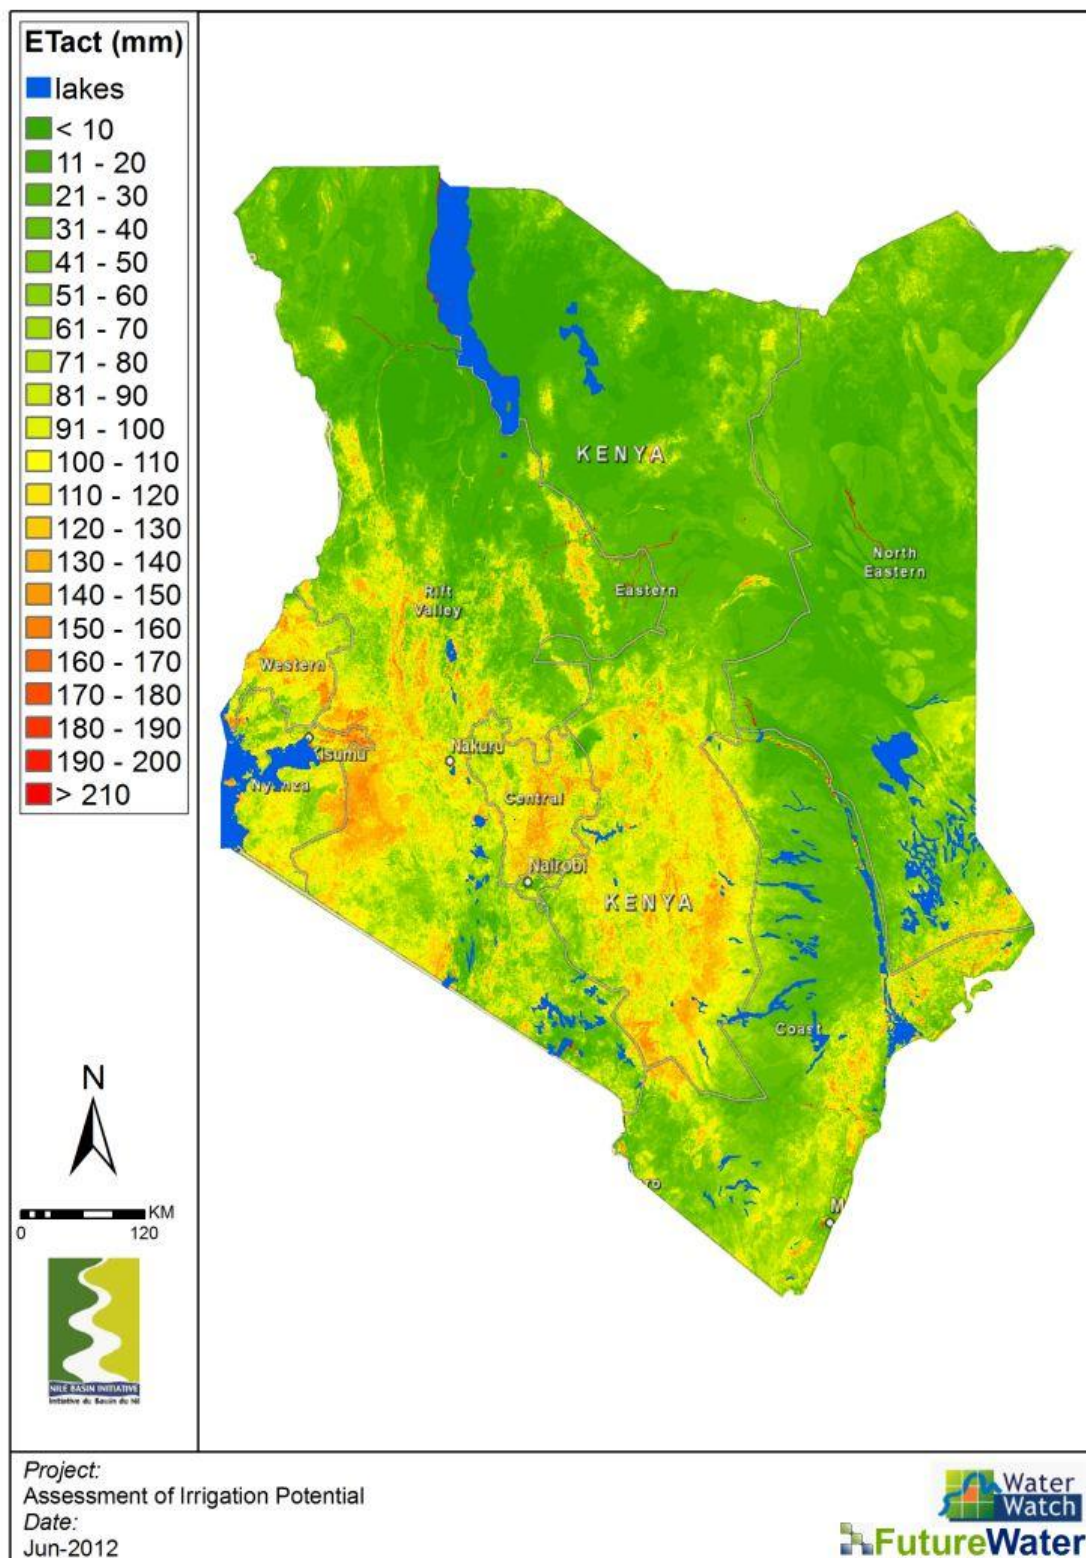 ETact (mm)
lakes
< 10
11 - 20
21 - 30
31 - 40
41 - 50
51 - 60
61 - 70
71 - 80
81 - 90
91 - 100
100 - 110
110 - 120
120 - 130
130 - 140
140 - 150
150 - 160
160 - 170
170 - 180
180 - 190
190 - 200
> 210
KENYA
North
Eastern
Rift
Valley
Eastern
Western
Kisumu
Nakuru
Central
Nairobi
KENYA
Coast
ro
M
N
KM
0 120
NILE BASIN INITIATIVE
Initiative du Bassin du Nil
Project:
Assessment of Irrigation Potential
Date:
Jun-2012
Water
Watch
FutureWater